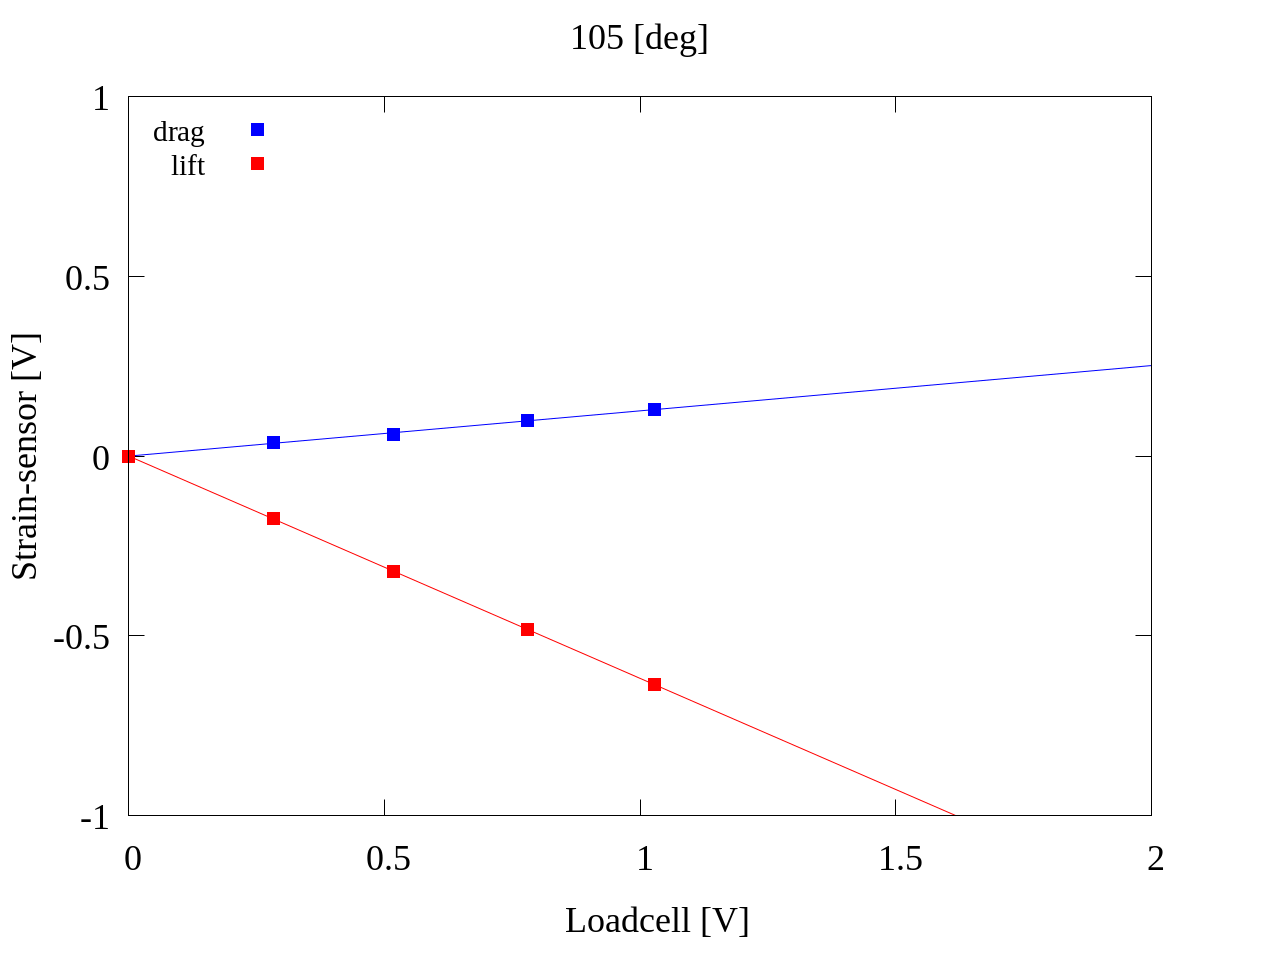 105 [deg]
1
drag
lift
0.5
Strain-sensor [V]
0
-0.5
-1
0 0.5 1 1.5 2
Loadcell [V]